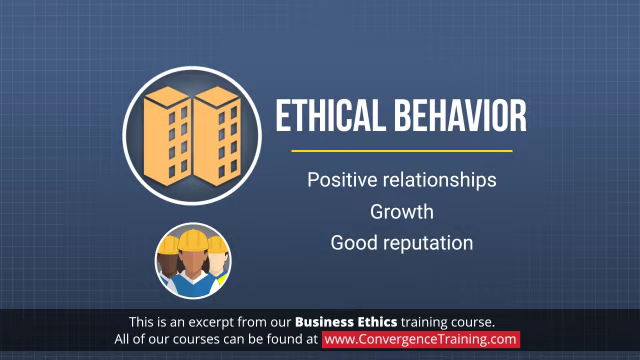 ETHICAL BEHAVIOR
Positive relationships
Growth
Good reputation
This is an excerpt from our Business Ethics training course.
All of our courses can be found at www.ConvergenceTraining.com